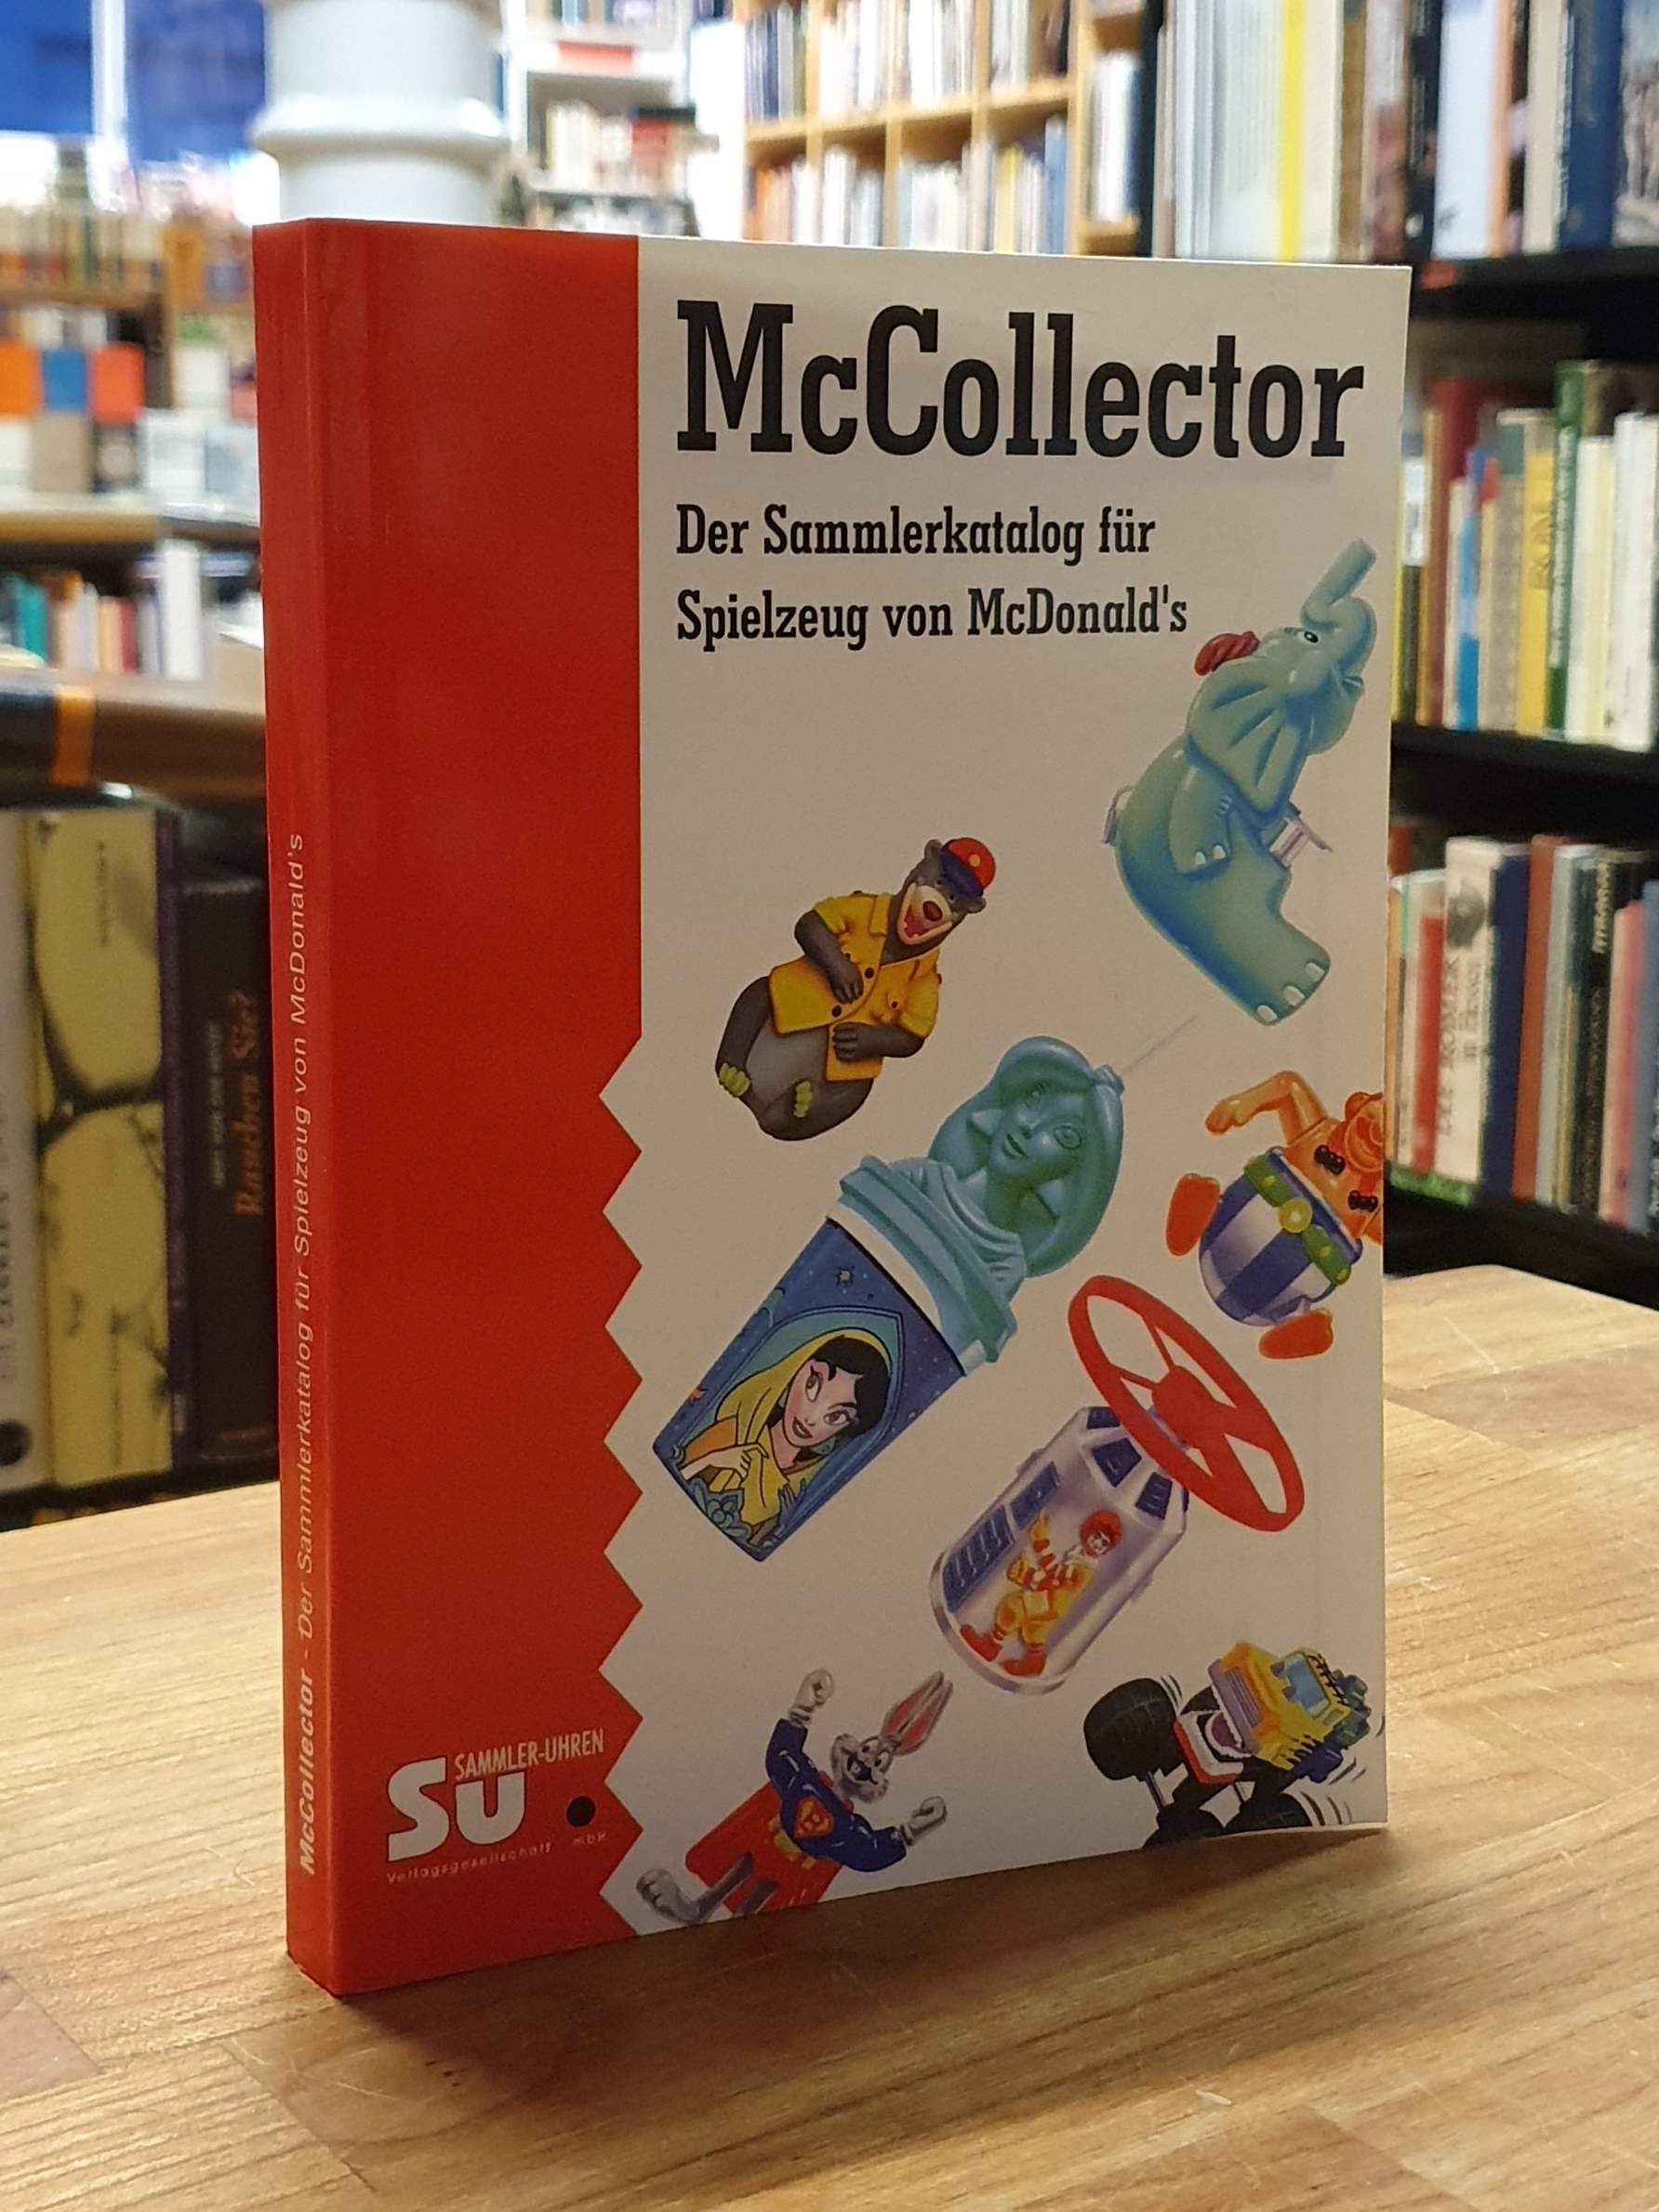 McCollector
Der Sammlerkatalog für
Spielzeug von McDonald's
McCollector - Der Sammlerkatalog für Spielzeug von McDonald's
SAMMLER-UHREN
Su
Verlagsgesellschaft mbH
Rauchen Sie?